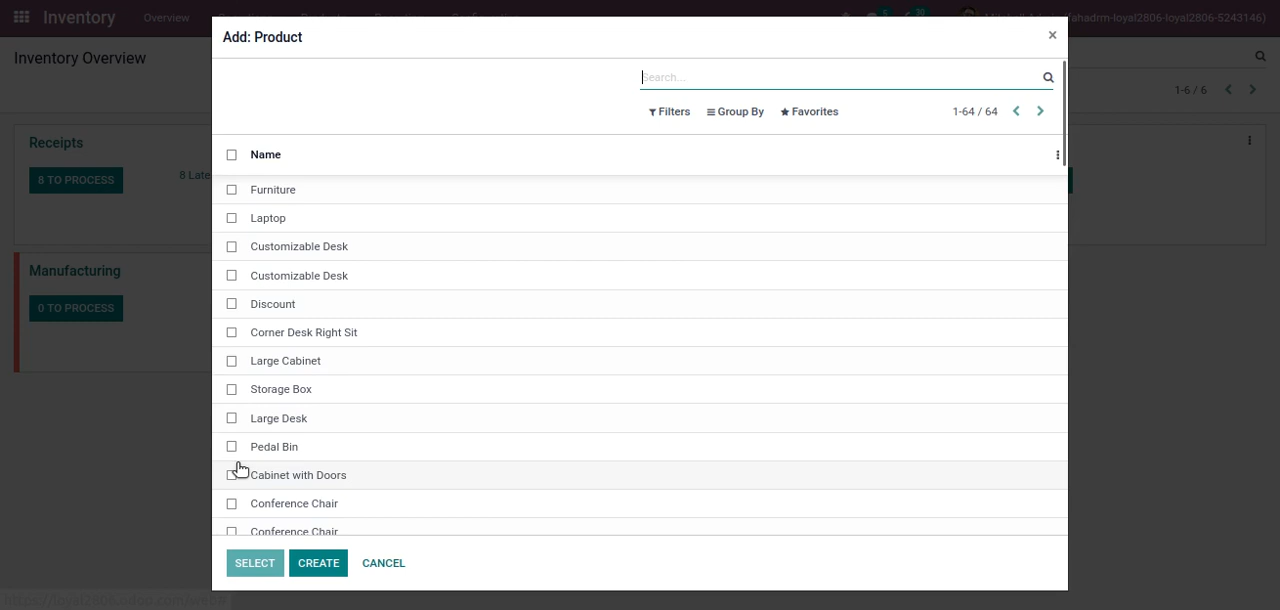 Inventory
Overview
Add: Product
×
Inventory Overview
Search...
Filters
Group By
Favorites
1-64 / 64
1-6 / 6
Name
Receipts
8 TO PROCESS
8 Late
Furniture
Laptop
Customizable Desk
Customizable Desk
Manufacturing
0 TO PROCESS
Discount
Corner Desk Right Sit
Large Cabinet
Storage Box
Large Desk
Pedal Bin
Cabinet with Doors
Conference Chair
Conference Chair
SELECT
CREATE
CANCEL